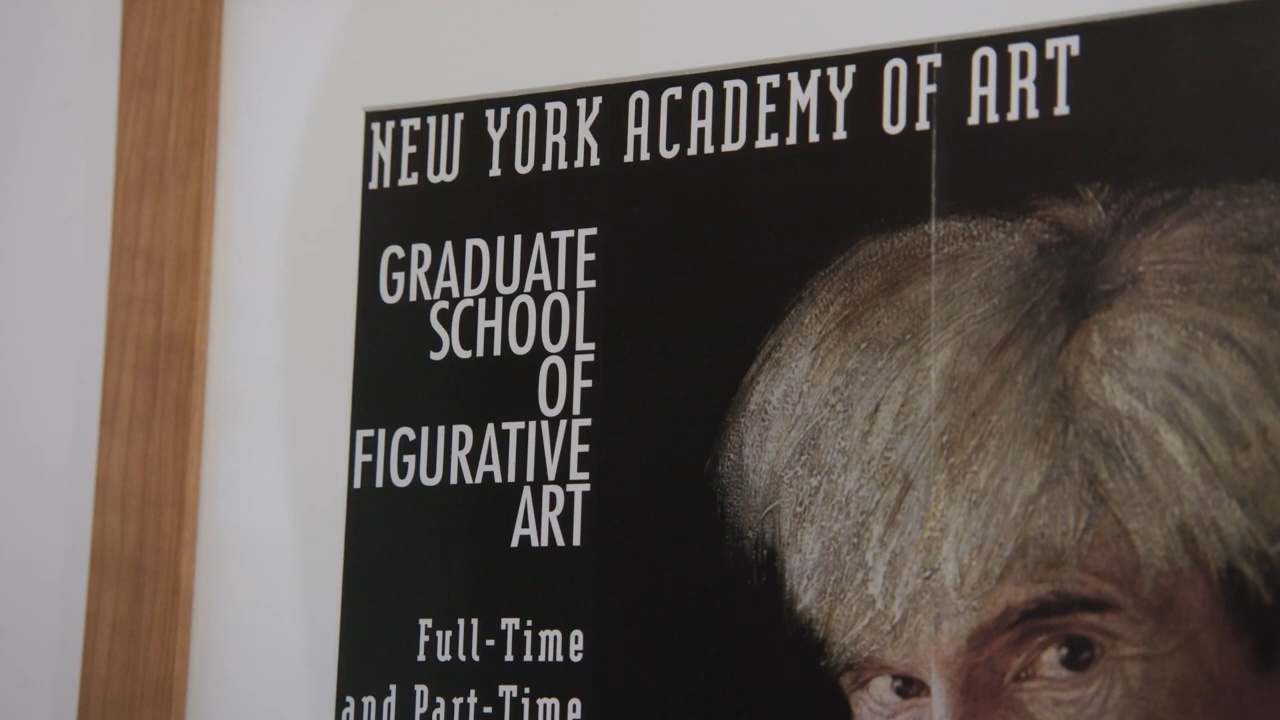 NEW YORK ACADEMY OF ART
GRADUATE
SCHOOL
OF
FIGURATIVE
ART
Full-Time
and Part-Time